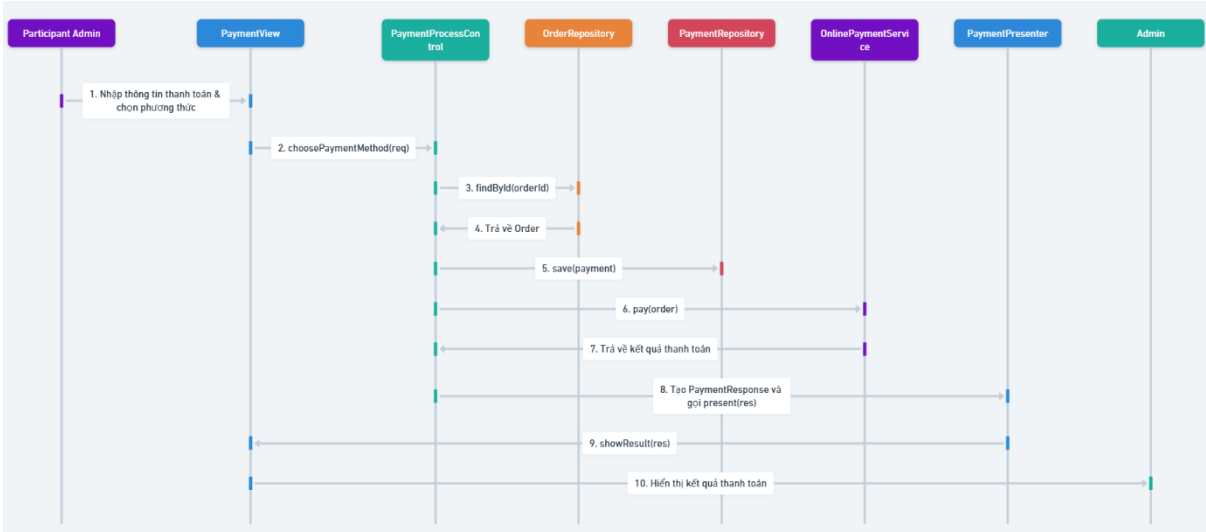 Participant Admin
PaymentView
PaymentProcessCon
trol
OrderRepository
PaymentRepository
OnlinePaymentServi
ce
PaymentPresenter
Admin
1. Nhập thông tin thanh toán &
chọn phương thức
2. choosePaymentMethod(req)
3. findById(orderId)
4. Trả về Order
5. save(payment)
6. pay(order)
7. Trả về kết quả thanh toán
8. Tạo PaymentResponse và
gọi present(res)
9. showResult(res)
10. Hiển thị kết quả thanh toán